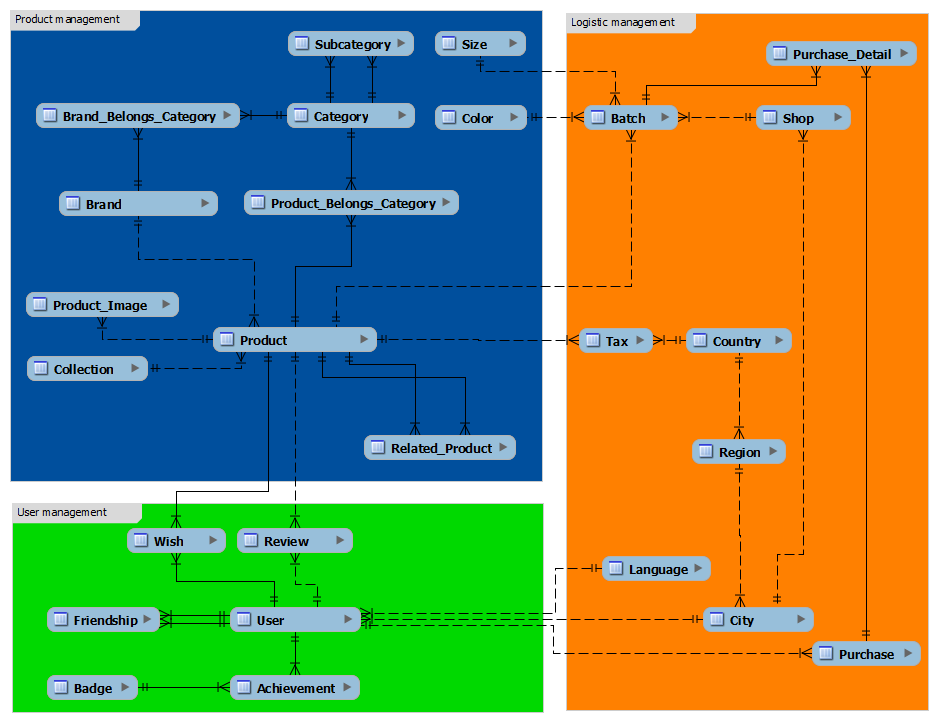 Product management
Subcategory
Size
Brand_Belongs_Category
Category
Color
Brand
Product_Belongs_Category
Product_Image
Product
Collection
Related_Product
Logistic management
Purchase_Detail
Batch
Shop
Tax
Country
Region
Language
City
Purchase
User management
Wish
Review
Friendship
User
Badge
Achievement